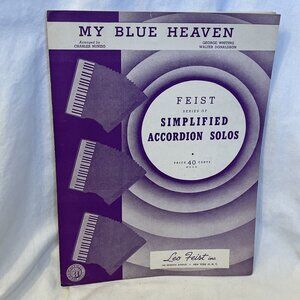 MY BLUE HEAVEN
Arranged by
CHARLES NUNZIO
GEORGE WHITING
WALTER DONALDSON
FEIST
SERIES OF
SIMPLIFIED
ACCORDION SOLOS
PRICE 40 CENTS
Leo Feist inc.
NEW YORK 19, N. Y.